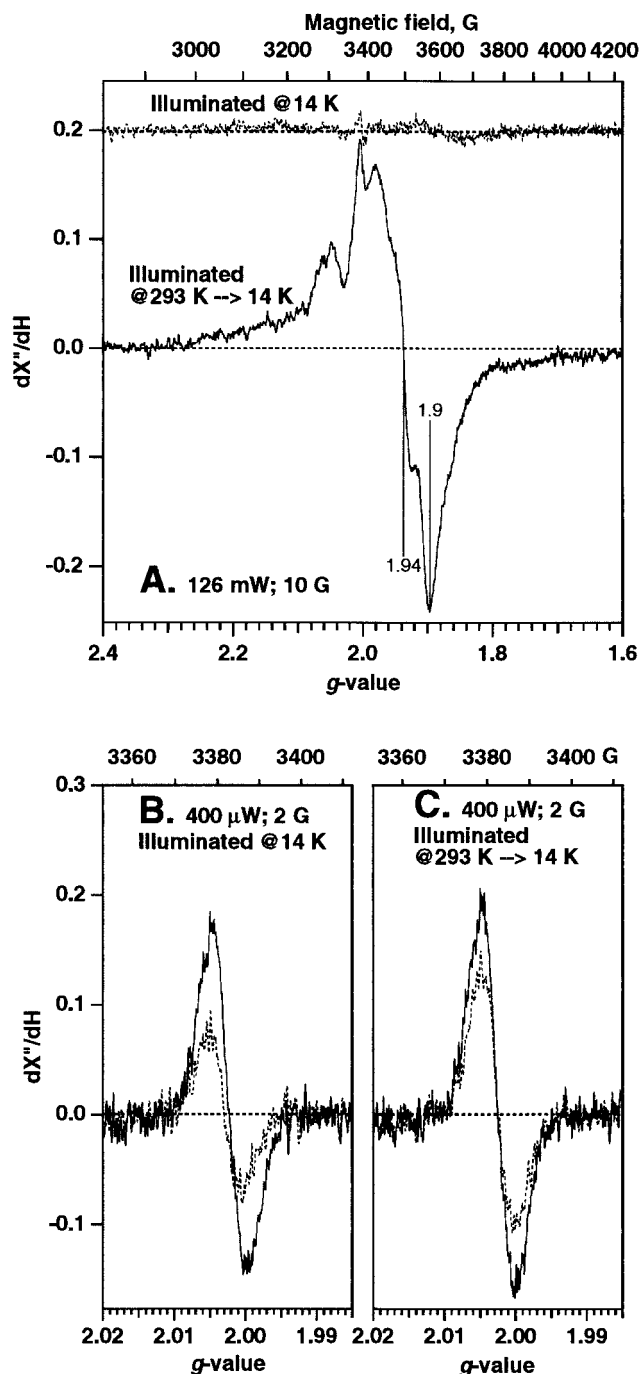 Magnetic field, G
3000 3200 3400 3600 3800 4000 4200
Illuminated @14 K
0.2
0.1
Illuminated
@293 K --> 14 K
0.0
dX"/dH
1.9
-0.1
1.94
-0.2
A. 126 mW; 10 G
2.4 2.2 2.0 1.8 1.6
g-value
3360 3380 3400
3360 3380 3400 G
0.3
B. 400 µW; 2 G
Illuminated @14 K
C. 400 µW; 2 G
Illuminated
@293 K --> 14 K
0.2
0.1
dX"/dH
0.0
-0.1
2.02 2.01 2.00 1.99
2.02 2.01 2.00 1.99
g-value
g-value